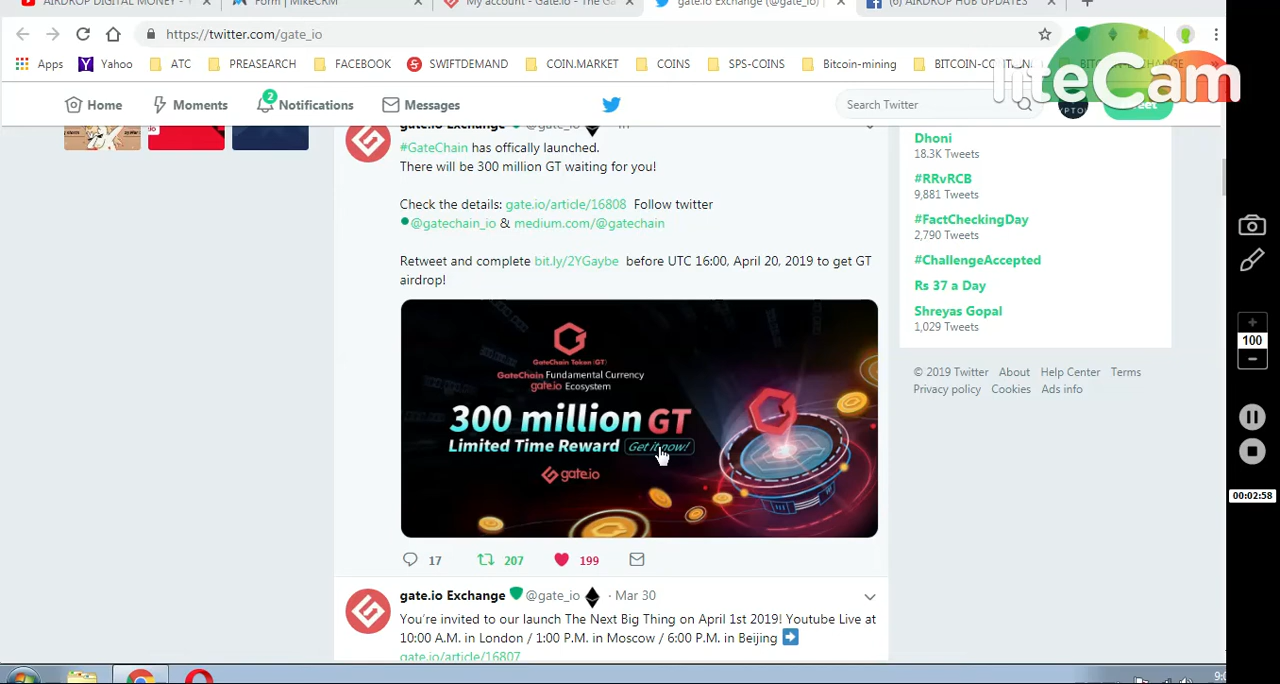 AIRDROP DIGITAL MONEY -
Form | MikeCRM
My account - Gate.io - The Ga
gate.io Exchange (@gate_io)
(6) AIRDROP HUB UPDATES
https://twitter.com/gate_io
Apps
Yahoo
ATC
PREASEARCH
FACEBOOK
SWIFTDEMAND
COIN.MARKET
COINS
SPS-COINS
Bitcoin-mining
liteCam
Home
Moments
2
Notifications
Messages
Search Twitter
gate.io Exchange @gate_io
#GateChain has offically launched.
There will be 300 million GT waiting for you!
Check the details: gate.io/article/16808 Follow twitter
@gatechain_io & medium.com/@gatechain
Retweet and complete bit.ly/2YGaybe before UTC 16:00, April 20, 2019 to get GT
airdrop!
GateChain Token (GT)
GateChain Fundamental Currency
gate.io Ecosystem
300 million GT
Limited Time Reward Get it now!
gate.io
17 207 199
gate.io Exchange @gate_io · Mar 30
You're invited to our launch The Next Big Thing on April 1st 2019! Youtube Live at
10:00 A.M. in London / 1:00 P.M. in Moscow / 6:00 P.M. in Beijing
gate.io/article/16807
Dhoni
18.3K Tweets
#RRvRCB
9,881 Tweets
#FactCheckingDay
2,790 Tweets
#ChallengeAccepted
Rs 37 a Day
Shreyas Gopal
1,029 Tweets
© 2019 Twitter About Help Center Terms
Privacy policy Cookies Ads info
100
00:02:58